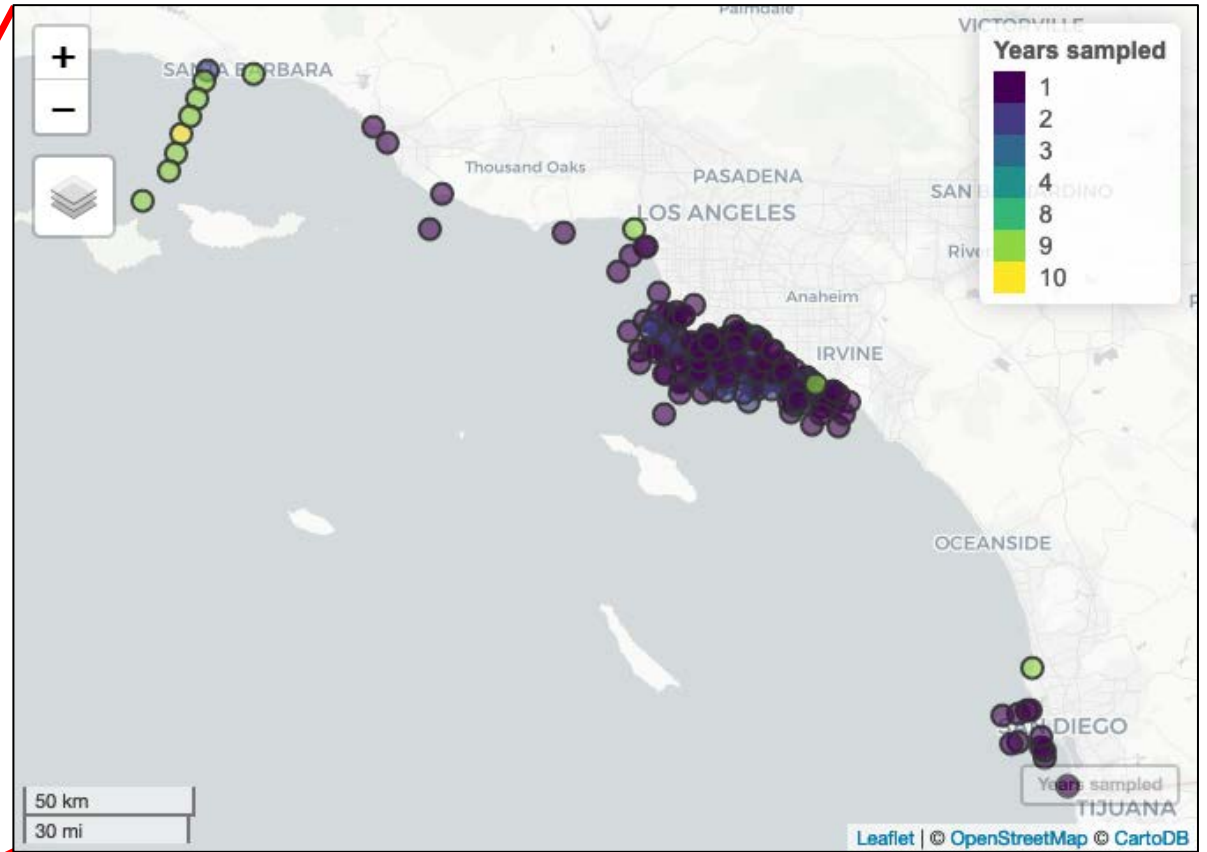 Palmdale
VICTORVILLE
+
−
SANTA BARBARA
Years sampled
1
2
3
4
8
9
10
Thousand Oaks
PASADENA
LOS ANGELES
SAN BERNARDINO
Anaheim
IRVINE
OCEANSIDE
SAN DIEGO
Years sampled
TIJUANA
50 km
30 mi
Leaflet | © OpenStreetMap © CartoDB